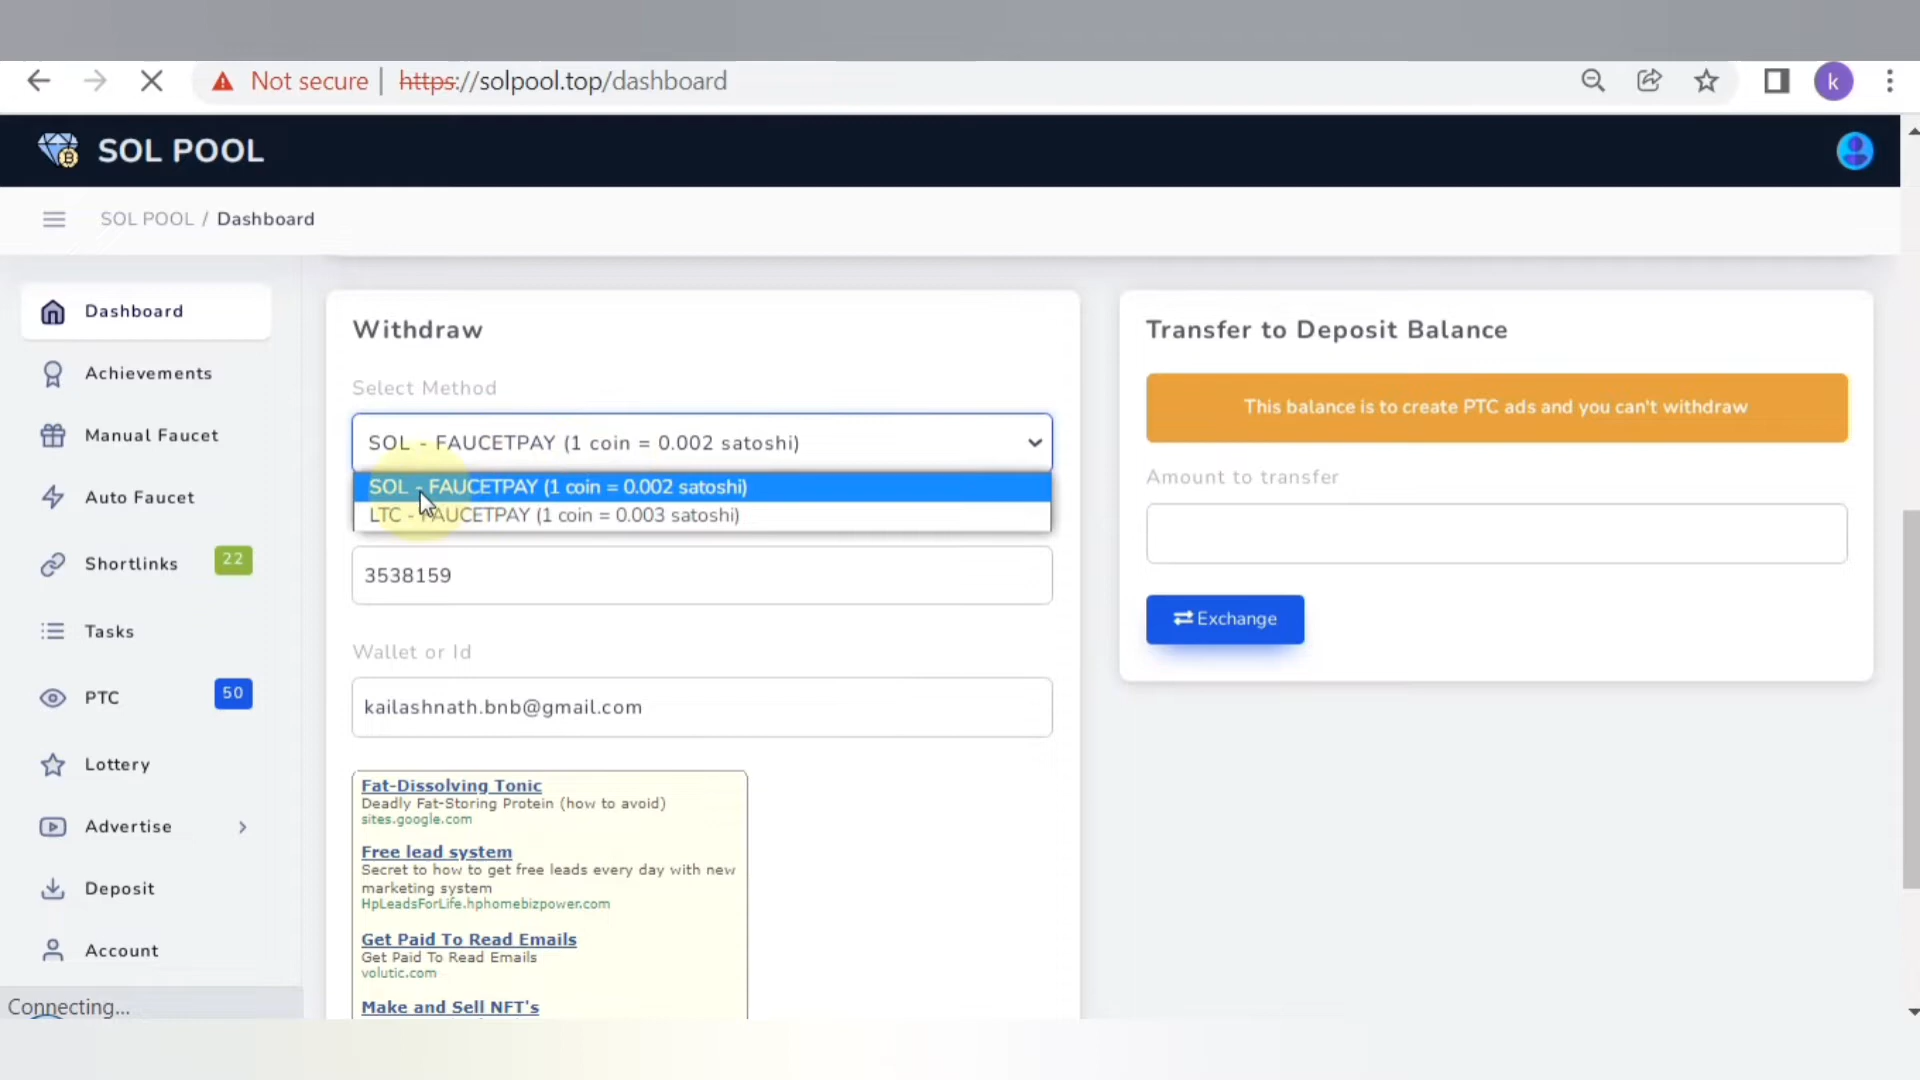 Not secure | https://solpool.top/dashboard
k
SOL POOL
SOL POOL / Dashboard
Dashboard
Achievements
Manual Faucet
Auto Faucet
Shortlinks 22
Tasks
PTC 50
Lottery
Advertise
Deposit
Account
Connecting...
Withdraw
Select Method
SOL - FAUCETPAY (1 coin = 0.002 satoshi)
SOL - FAUCETPAY (1 coin = 0.002 satoshi)
LTC - FAUCETPAY (1 coin = 0.003 satoshi)
3538159
Wallet or Id
kailashnath.bnb@gmail.com
Fat-Dissolving Tonic
Deadly Fat-Storing Protein (how to avoid)
sites.google.com
Free lead system
Secret to how to get free leads every day with new
marketing system
HpLeadsForLife.hphomebizpower.com
Get Paid To Read Emails
Get Paid To Read Emails
volutic.com
Make and Sell NFT's
Transfer to Deposit Balance
This balance is to create PTC ads and you can't withdraw
Amount to transfer
Exchange